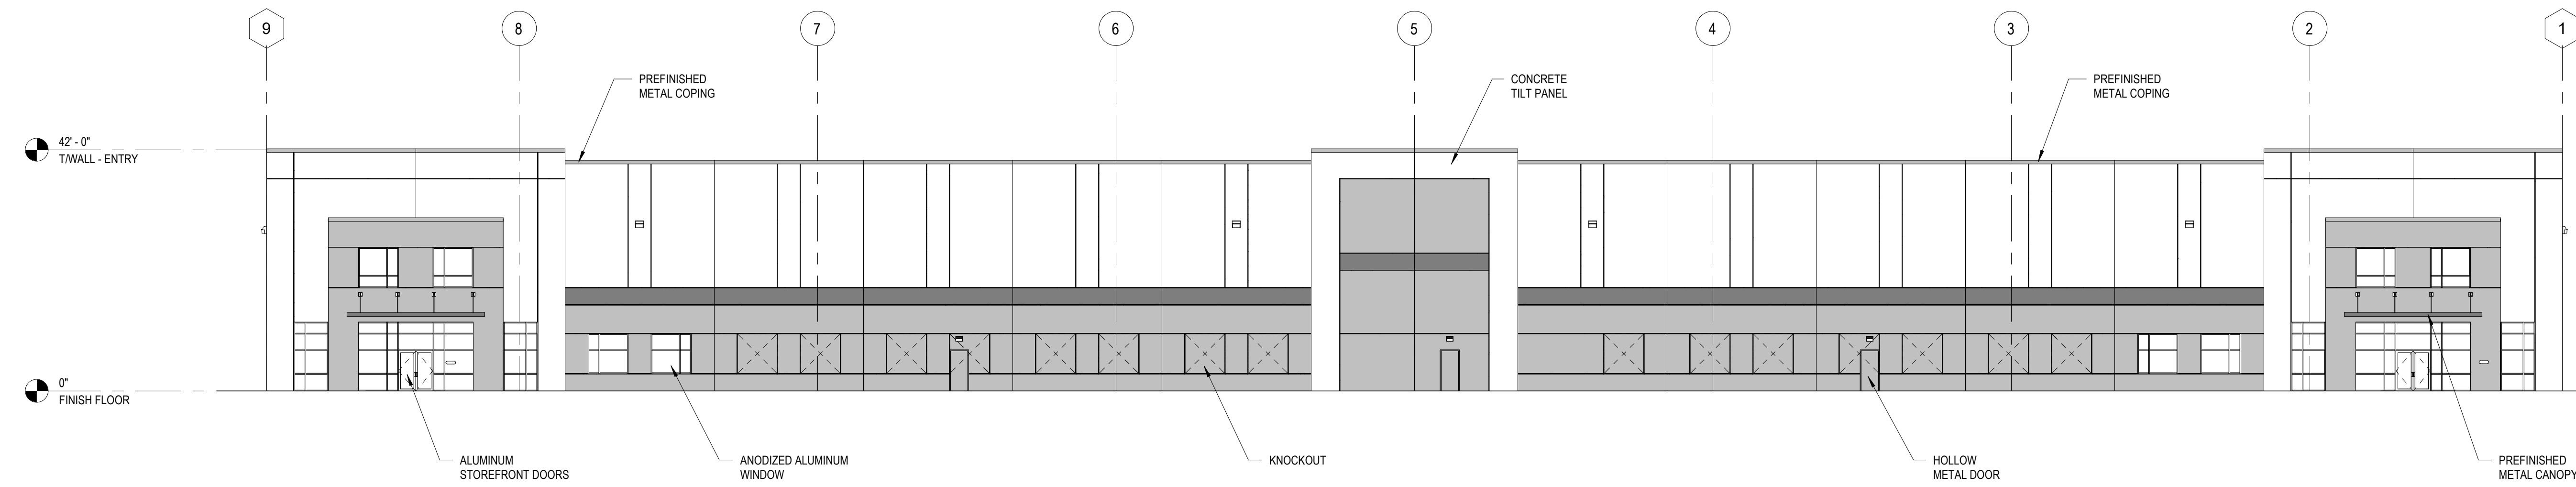 9
8
7
6
5
4
3
2
1
PREFINISHED
METAL COPING
CONCRETE
TILT PANEL
PREFINISHED
METAL COPING
42' - 0"
T/WALL - ENTRY
0"
FINISH FLOOR
ALUMINUM
STOREFRONT DOORS
ANODIZED ALUMINUM
WINDOW
KNOCKOUT
HOLLOW
METAL DOOR
PREFINISHED
METAL CANOPY